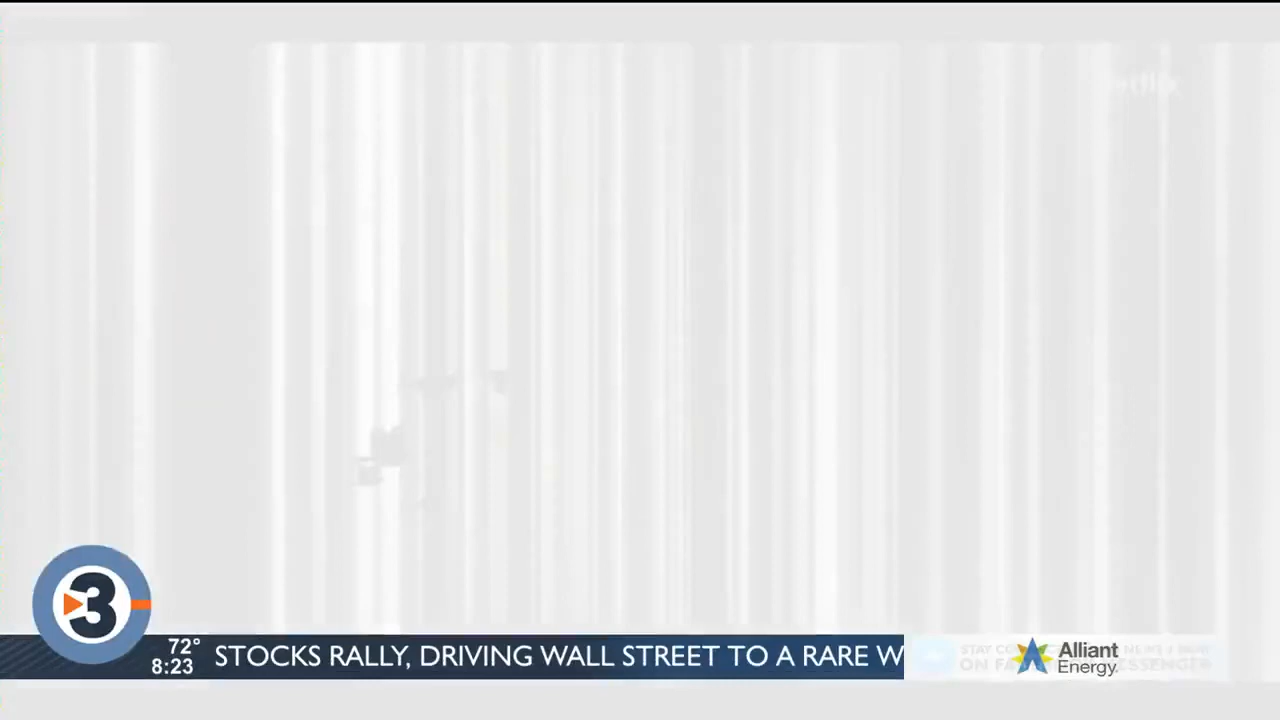 3
72°
8:23
STOCKS RALLY, DRIVING WALL STREET TO A RARE W
Alliant
Energy